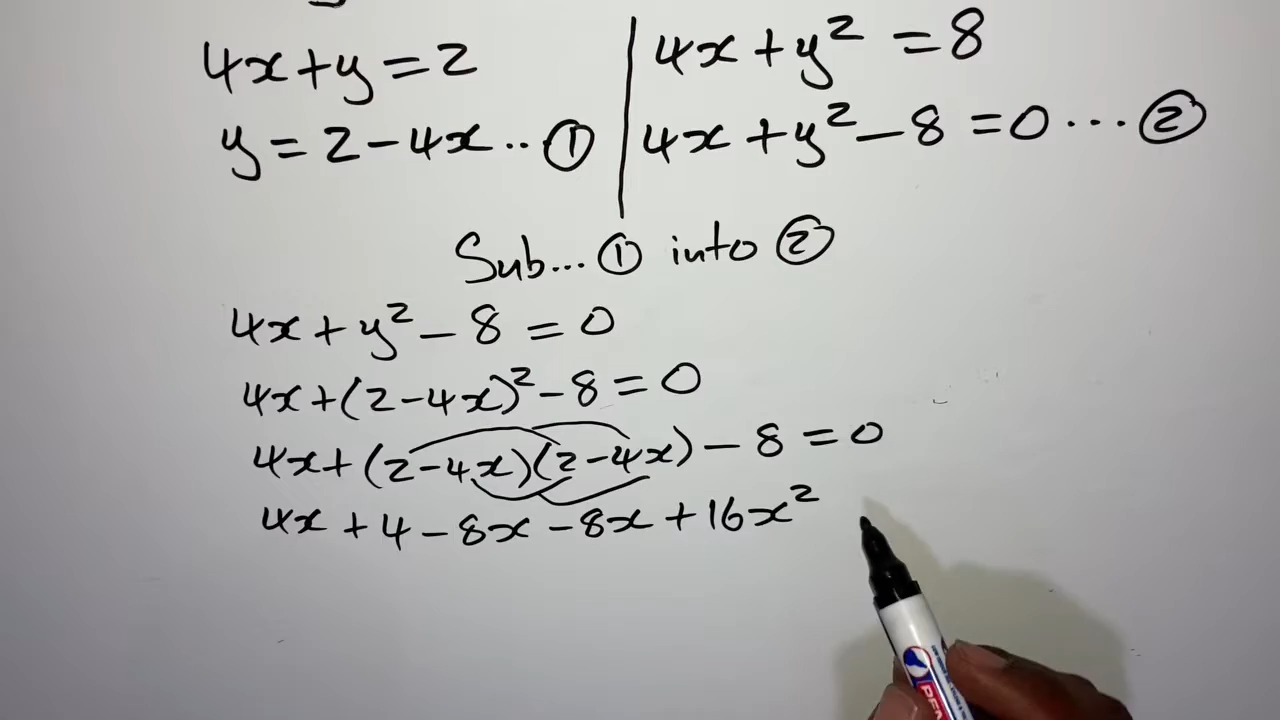 4x+y=2 | 4x+y²=8
y=2-4x..① | 4x+y²-8=0...②
Sub...① into ②
4x+y²-8=0
4x+(2-4x)²-8=0
4x+(2-4x)(2-4x)-8=0
4x+4-8x-8x+16x²